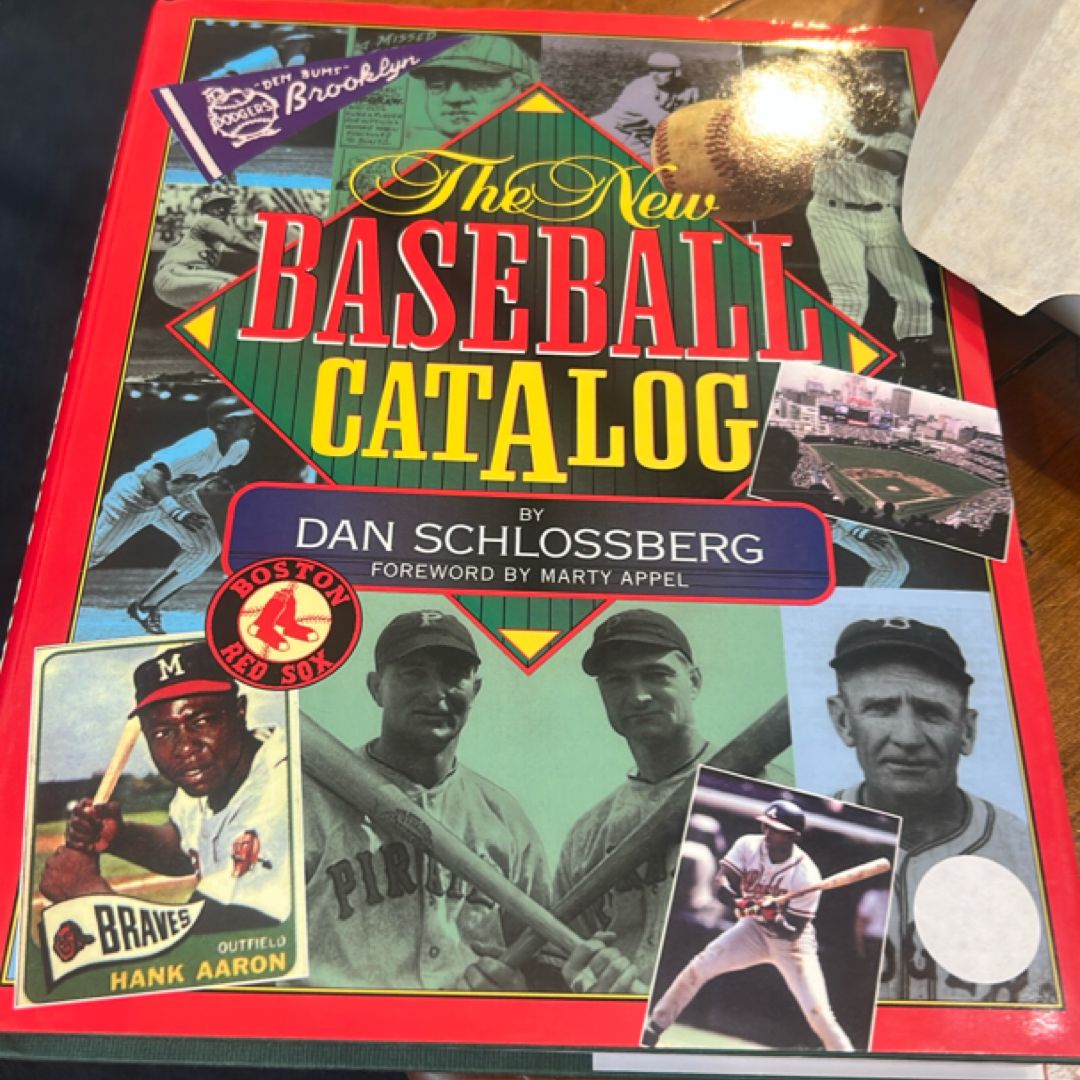 "DEM BUMS"
Brooklyn
DODGERS
MISSED
The New
BASEBALL
CATALOG
BY
DAN SCHLOSSBERG
FOREWORD BY MARTY APPEL
BOSTON
RED SOX
P
B
M
PIRATES
A
BRAVES
OUTFIELD
HANK AARON